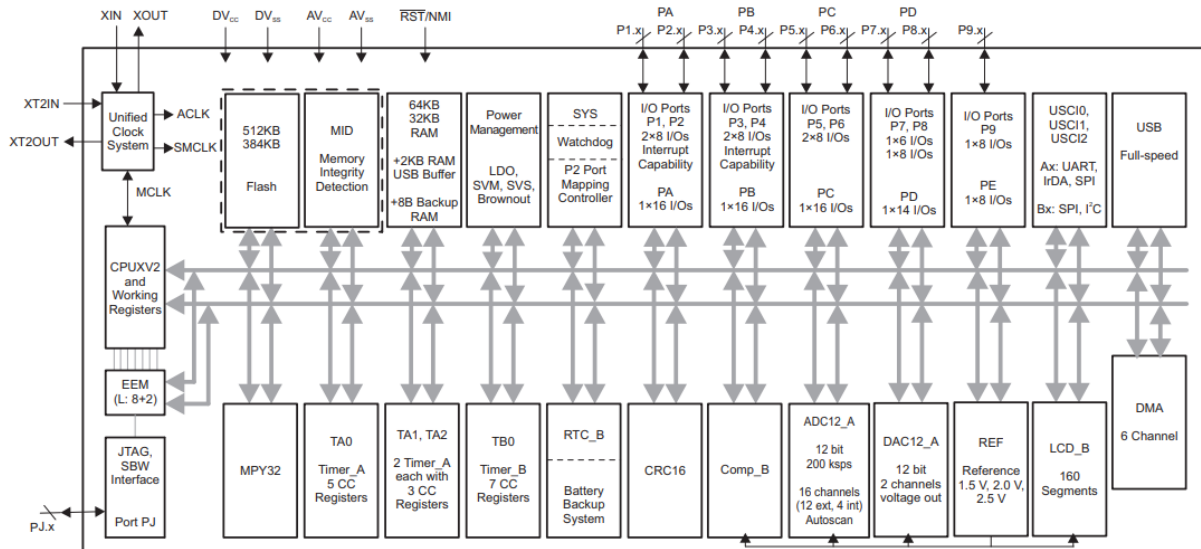 XIN
XOUT
DVcc
DVss
AVcc
AVss
RST/NMI
PA
PB
PC
PD
P1.x
P2.x
P3.x
P4.x
P5.x
P6.x
P7.x
P8.x
P9.x
XT2IN
XT2OUT
Unified
Clock
System
ACLK
SMCLK
MCLK
512KB
384KB
Flash
MID
Memory
Integrity
Detection
64KB
32KB
RAM
+2KB RAM
USB Buffer
+8B Backup
RAM
Power
Management
LDO,
SVM, SVS,
Brownout
SYS
Watchdog
P2 Port
Mapping
Controller
I/O Ports
P1, P2
2×8 I/Os
Interrupt
Capability
PA
1×16 I/Os
I/O Ports
P3, P4
2×8 I/Os
Interrupt
Capability
PB
1×16 I/Os
I/O Ports
P5, P6
2×8 I/Os
PC
1×16 I/Os
I/O Ports
P7, P8
1×6 I/Os
1×8 I/Os
PD
1×14 I/Os
I/O Ports
P9
1×8 I/Os
PE
1×8 I/Os
USCI0,
USCI1,
USCI2
Ax: UART,
IrDA, SPI
Bx: SPI, I²C
USB
Full-speed
CPUXV2
and
Working
Registers
EEM
(L: 8+2)
JTAG,
SBW
Interface
Port PJ
PJ.x
MPY32
TA0
Timer_A
5 CC
Registers
TA1, TA2
2 Timer_A
each with
3 CC
Registers
TB0
Timer_B
7 CC
Registers
RTC_B
Battery
Backup
System
CRC16
Comp_B
ADC12_A
12 bit
200 ksps
16 channels
(12 ext, 4 int)
Autoscan
DAC12_A
12 bit
2 channels
voltage out
REF
Reference
1.5 V, 2.0 V,
2.5 V
LCD_B
160
Segments
DMA
6 Channel